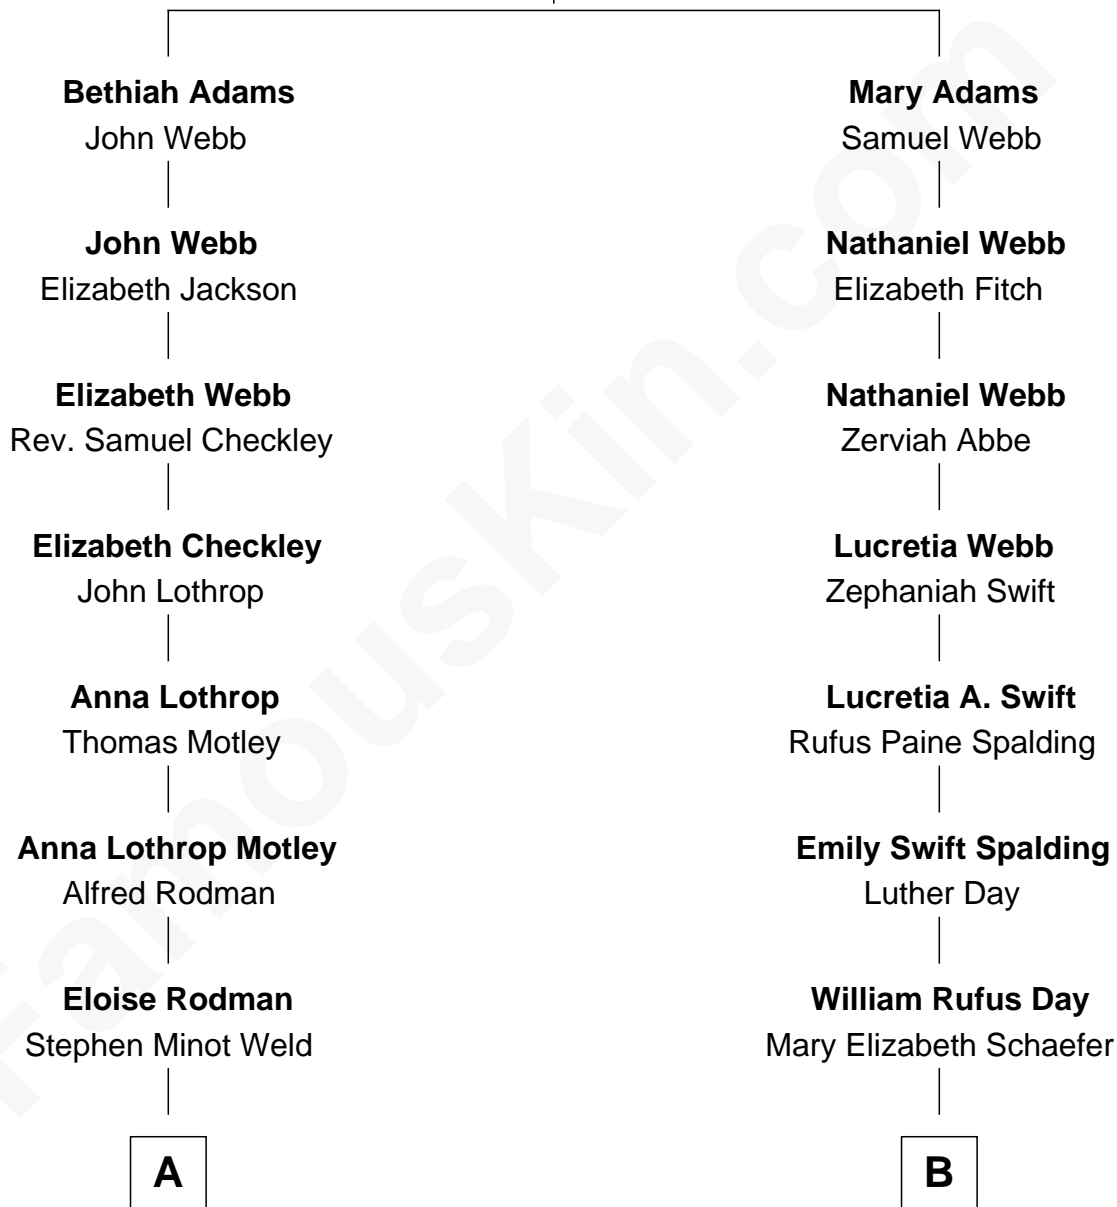 Bethiah Adams
John Webb
Mary Adams
Samuel Webb
John Webb
Elizabeth Jackson
Nathaniel Webb
Elizabeth Fitch
Elizabeth Webb
Rev. Samuel Checkley
Nathaniel Webb
Zerviah Abbe
Elizabeth Checkley
John Lothrop
Lucretia Webb
Zephaniah Swift
Anna Lothrop
Thomas Motley
Lucretia A. Swift
Rufus Paine Spalding
Anna Lothrop Motley
Alfred Rodman
Emily Swift Spalding
Luther Day
Eloise Rodman
Stephen Minot Weld
William Rufus Day
Mary Elizabeth Schaefer
A
B
FamousKin.com